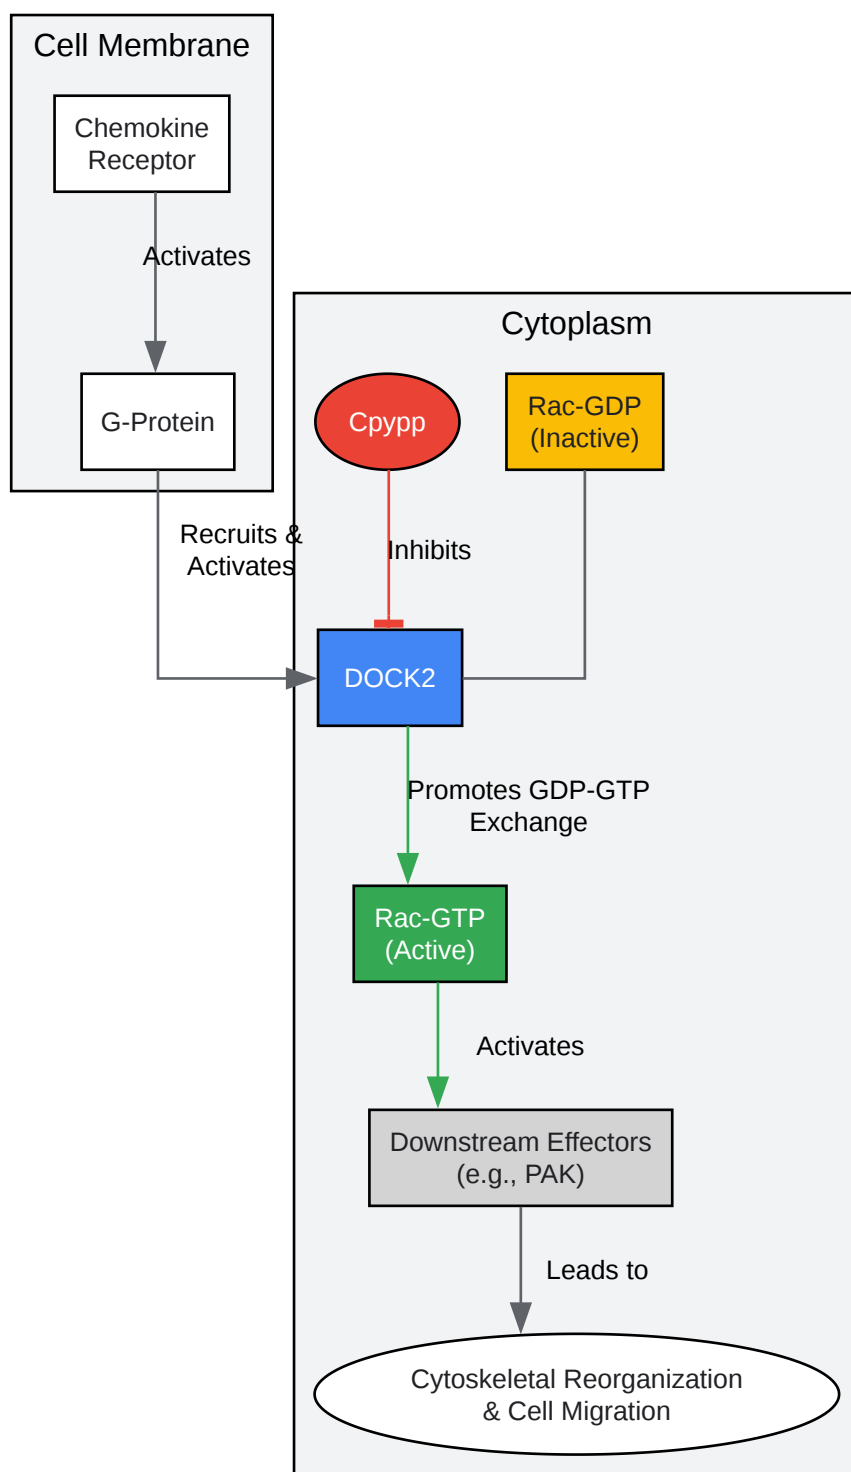 Cell Membrane
Chemokine
Receptor
Activates
G-Protein
Recruits &
Activates
Cytoplasm
Cpypp
Rac-GDP
(Inactive)
Inhibits
DOCK2
Promotes GDP-GTP
Exchange
Rac-GTP
(Active)
Activates
Downstream Effectors
(e.g., PAK)
Leads to
Cytoskeletal Reorganization
& Cell Migration